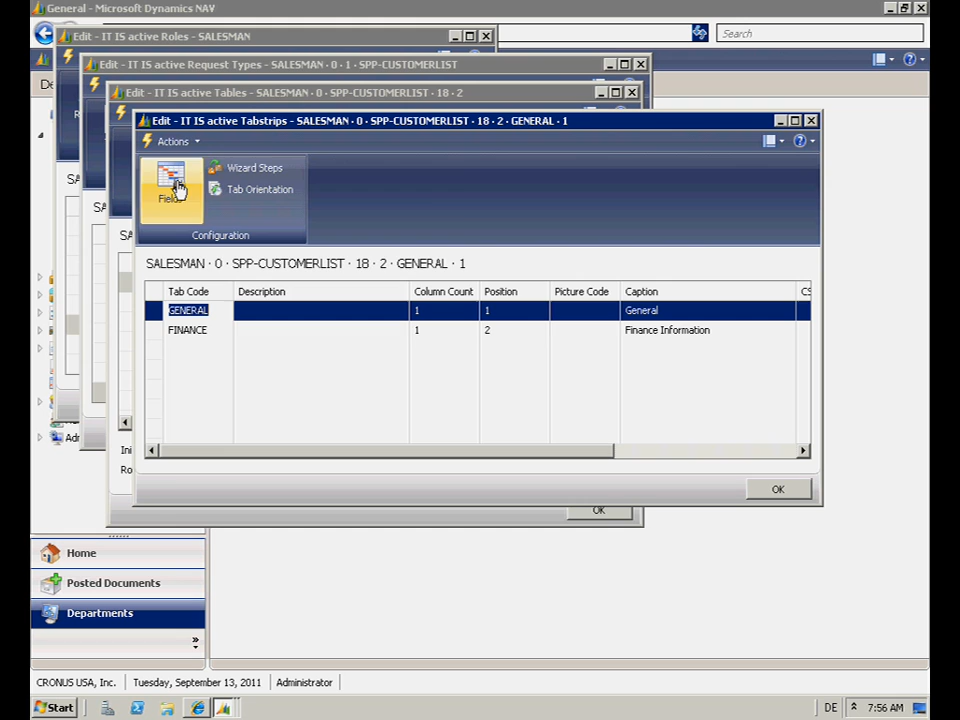 General - Microsoft Dynamics NAV
Search
Edit - IT IS active Roles - SALESMAN
Edit - IT IS active Request Types - SALESMAN · 0 · 1 · SPP-CUSTOMERLIST
Edit - IT IS active Tables - SALESMAN · 0 · SPP-CUSTOMERLIST · 18 · 2
Edit - IT IS active Tabstrips - SALESMAN · 0 · SPP-CUSTOMERLIST · 18 · 2 · GENERAL · 1
Actions
Wizard Steps
Tab Orientation
Configuration
SALESMAN · 0 · SPP-CUSTOMERLIST · 18 · 2 · GENERAL · 1
Tab Code Description Column Count Position Picture Code Caption
GENERAL 1 1 General
FINANCE 1 2 Finance Information
OK
OK
Home
Posted Documents
Departments
CRONUS USA, Inc. Tuesday, September 13, 2011 Administrator
Start DE 7:56 AM